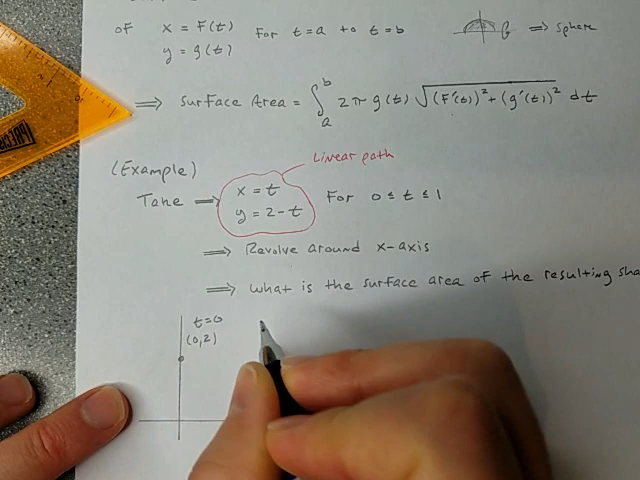 of x = F(t) For t=a to t=b ⟹ sphere
y = g(t)
⟹ Surface Area = ∫ₐᵇ 2π g(t) √((F'(t))² + (g'(t))²) dt
(Example)
Linear path
Take ⟹ x = t For 0 ≤ t ≤ 1
y = 2-t
⟹ Revolve around x-axis
⟹ What is the surface area of the resulting sha
t=0
(0,2)